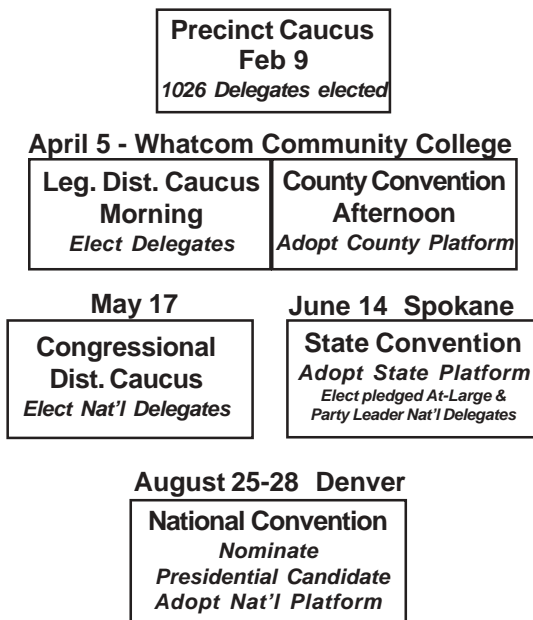 Precinct Caucus
Feb 9
1026 Delegates elected
April 5 - Whatcom Community College
Leg. Dist. Caucus
Morning
Elect Delegates
County Convention
Afternoon
Adopt County Platform
May 17
Congressional
Dist. Caucus
Elect Nat'l Delegates
June 14 Spokane
State Convention
Adopt State Platform
Elect pledged At-Large &
Party Leader Nat'l Delegates
August 25-28 Denver
National Convention
Nominate
Presidential Candidate
Adopt Nat'l Platform